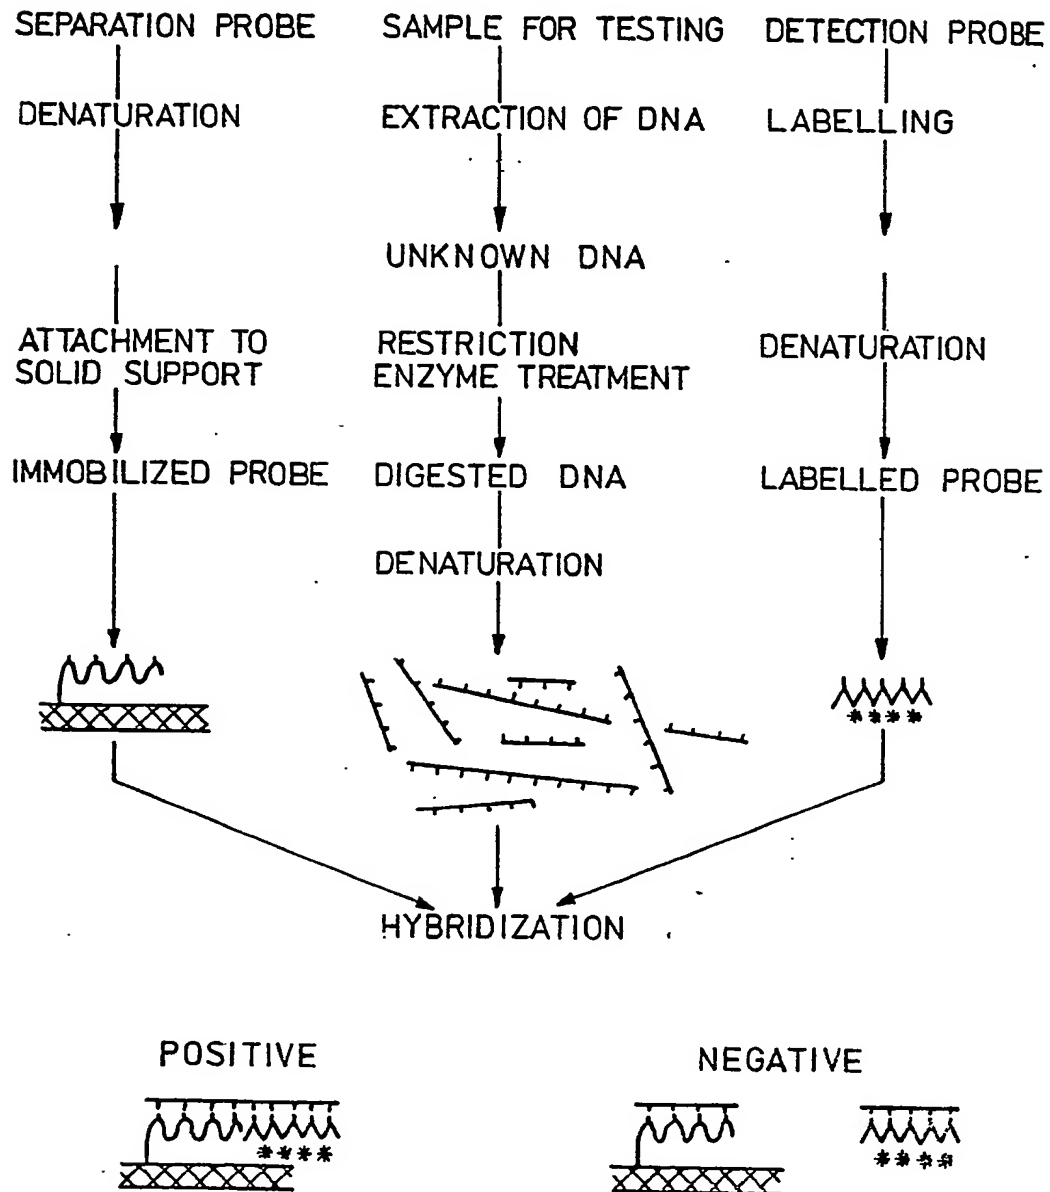 SEPARATION PROBE
DENATURATION
ATTACHMENT TO
SOLID SUPPORT
IMMOBILIZED PROBE
SAMPLE FOR TESTING
EXTRACTION OF DNA
UNKNOWN DNA
RESTRICTION
ENZYME TREATMENT
DIGESTED DNA
DENATURATION
DETECTION PROBE
LABELLING
DENATURATION
LABELLED PROBE
HYBRIDIZATION
POSITIVE
NEGATIVE